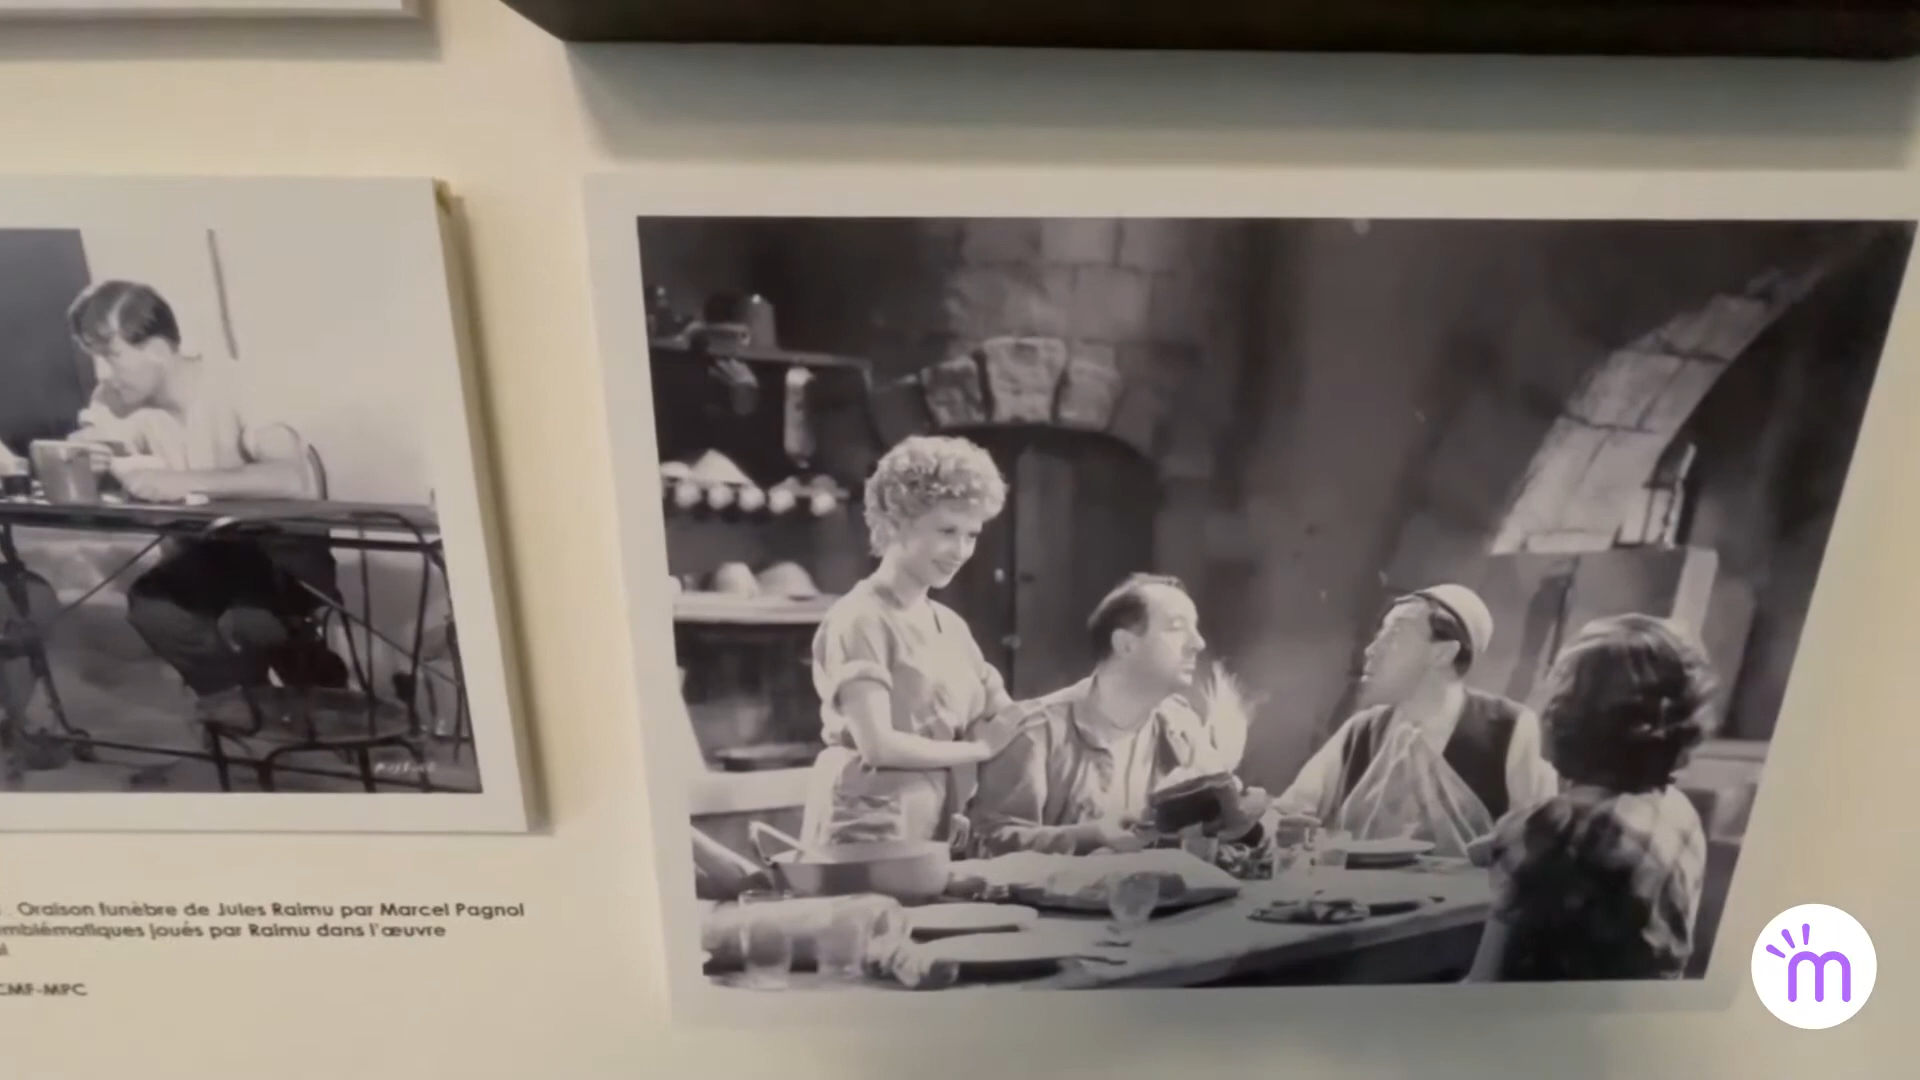 Oraison funèbre de Jules Raimu par Marcel Pagnol
emblématiques joués par Raimu dans l'œuvre
CMF-MPC
m